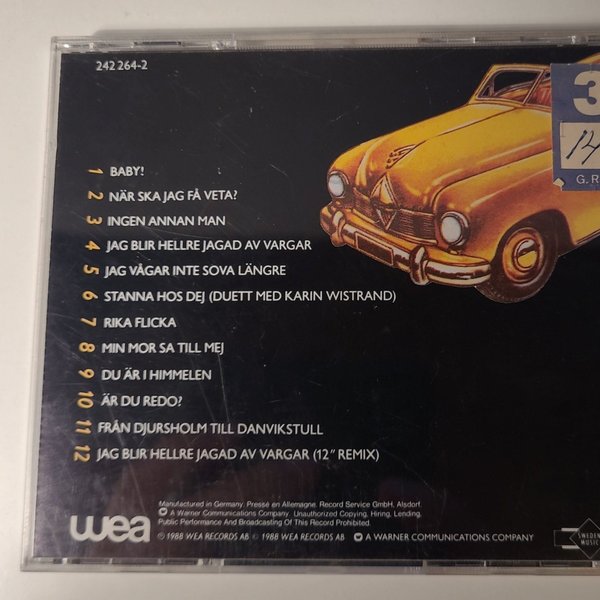 242 264-2
3
14
G. R
1 BABY!
2 NÄR SKA JAG FÅ VETA?
3 INGEN ANNAN MAN
4 JAG BLIR HELLRE JAGAD AV VARGAR
5 JAG VÅGAR INTE SOVA LÄNGRE
6 STANNA HOS DEJ (DUETT MED KARIN WISTRAND)
7 RIKA FLICKA
8 MIN MOR SA TILL MEJ
9 DU ÄR I HIMMELEN
10 ÄR DU REDO?
11 FRÅN DJURSHOLM TILL DANVIKSTULL
12 JAG BLIR HELLRE JAGAD AV VARGAR (12" REMIX)
wea
Manufactured in Germany. Pressé en Allemagne. Record Service GmbH, Alsdorf.
A Warner Communications Company. Unauthorized Copying, Hiring, Lending,
Public Performance And Broadcasting Of This Record Prohibited.
℗ 1988 WEA RECORDS AB © 1988 WEA RECORDS AB
A WARNER COMMUNICATIONS COMPANY
SWEDEN
MUSIC